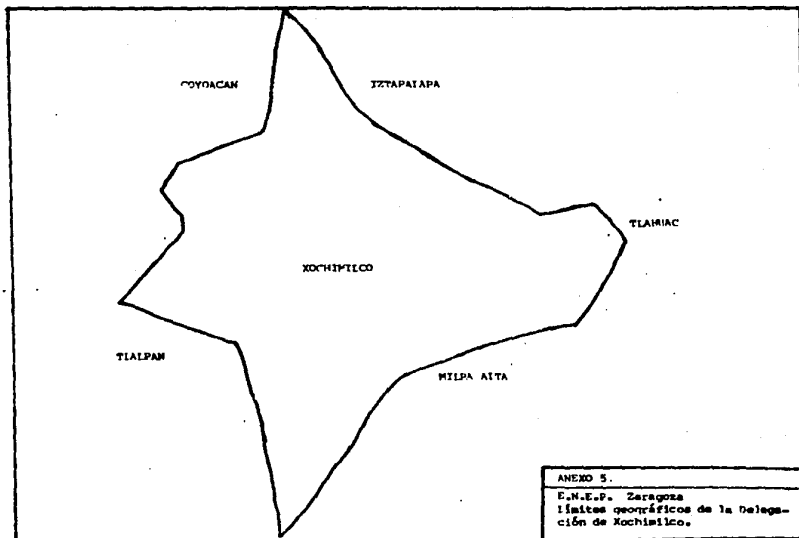 COYOACAN
IZTAPALAPA
TLAHUAC
XOCHIMILCO
TLALPAN
MILPA ALTA
ANEXO 5.
E.N.E.P. Zaragoza
límites geográficos de la Delega-
ción de Xochimilco.